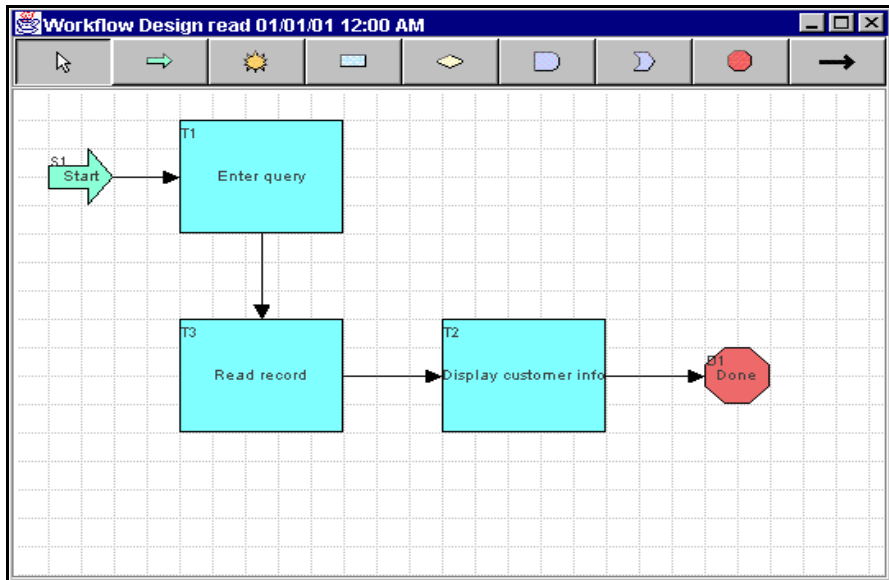 Workflow Design read 01/01/01 12:00 AM
T1
Enter query
S1
Start
T3
Read record
T2
Display customer info
D1
Done